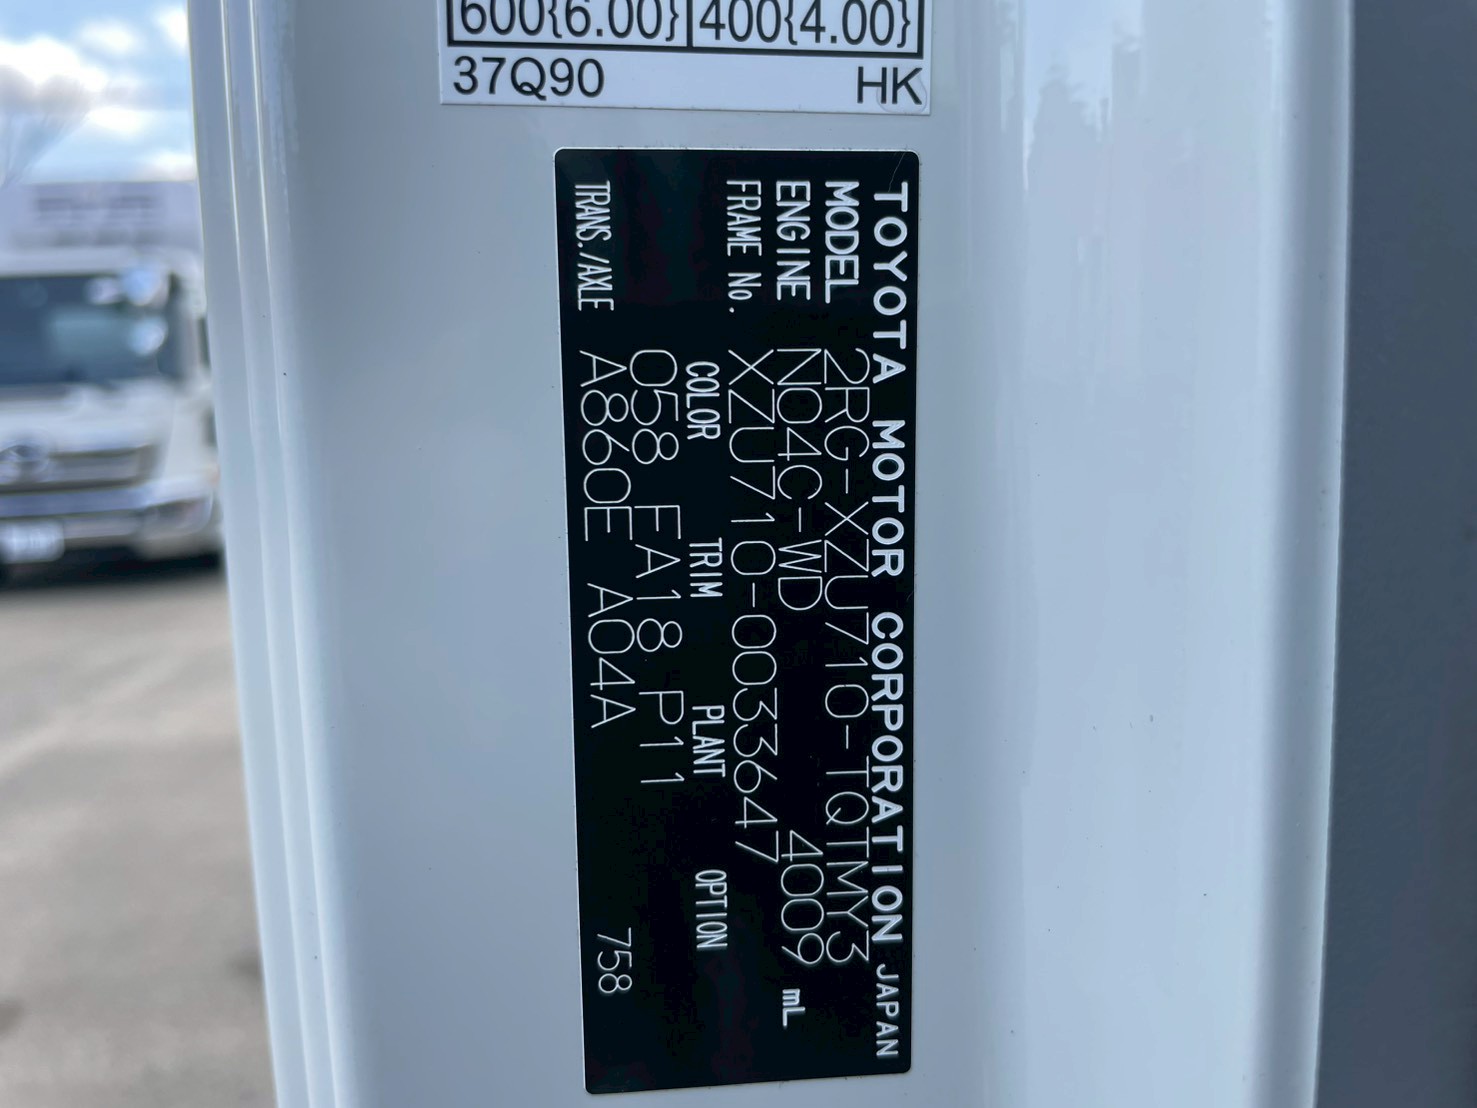 600{6.00} 400{4.00}
37Q90 HK
TOYOTA MOTOR CORPORATION JAPAN
MODEL 2RG-XZU710-TQTMY3
ENGINE N04C-WD 4009 mL
FRAME No. XZU710-0033647
COLOR TRIM PLANT OPTION
058 EA18 P11
TRANS./AXLE A860E A04A 758